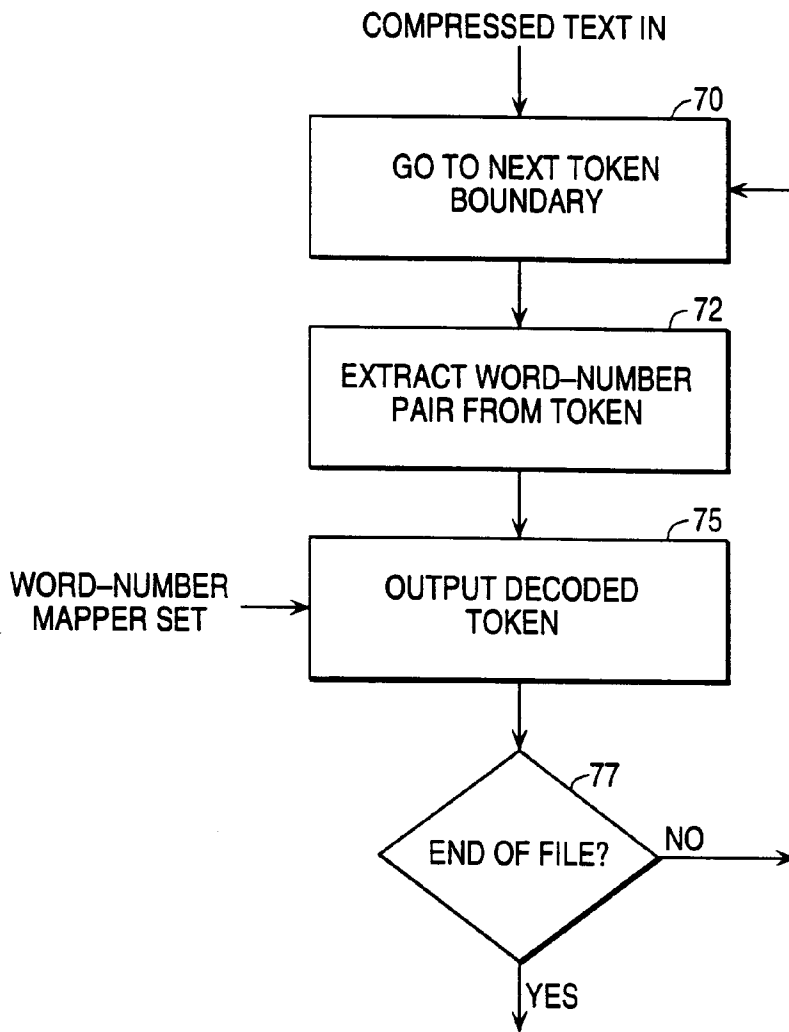 COMPRESSED TEXT IN
70
GO TO NEXT TOKEN
BOUNDARY
72
EXTRACT WORD–NUMBER
PAIR FROM TOKEN
75
WORD–NUMBER
MAPPER SET
OUTPUT DECODED
TOKEN
77
END OF FILE?
NO
YES